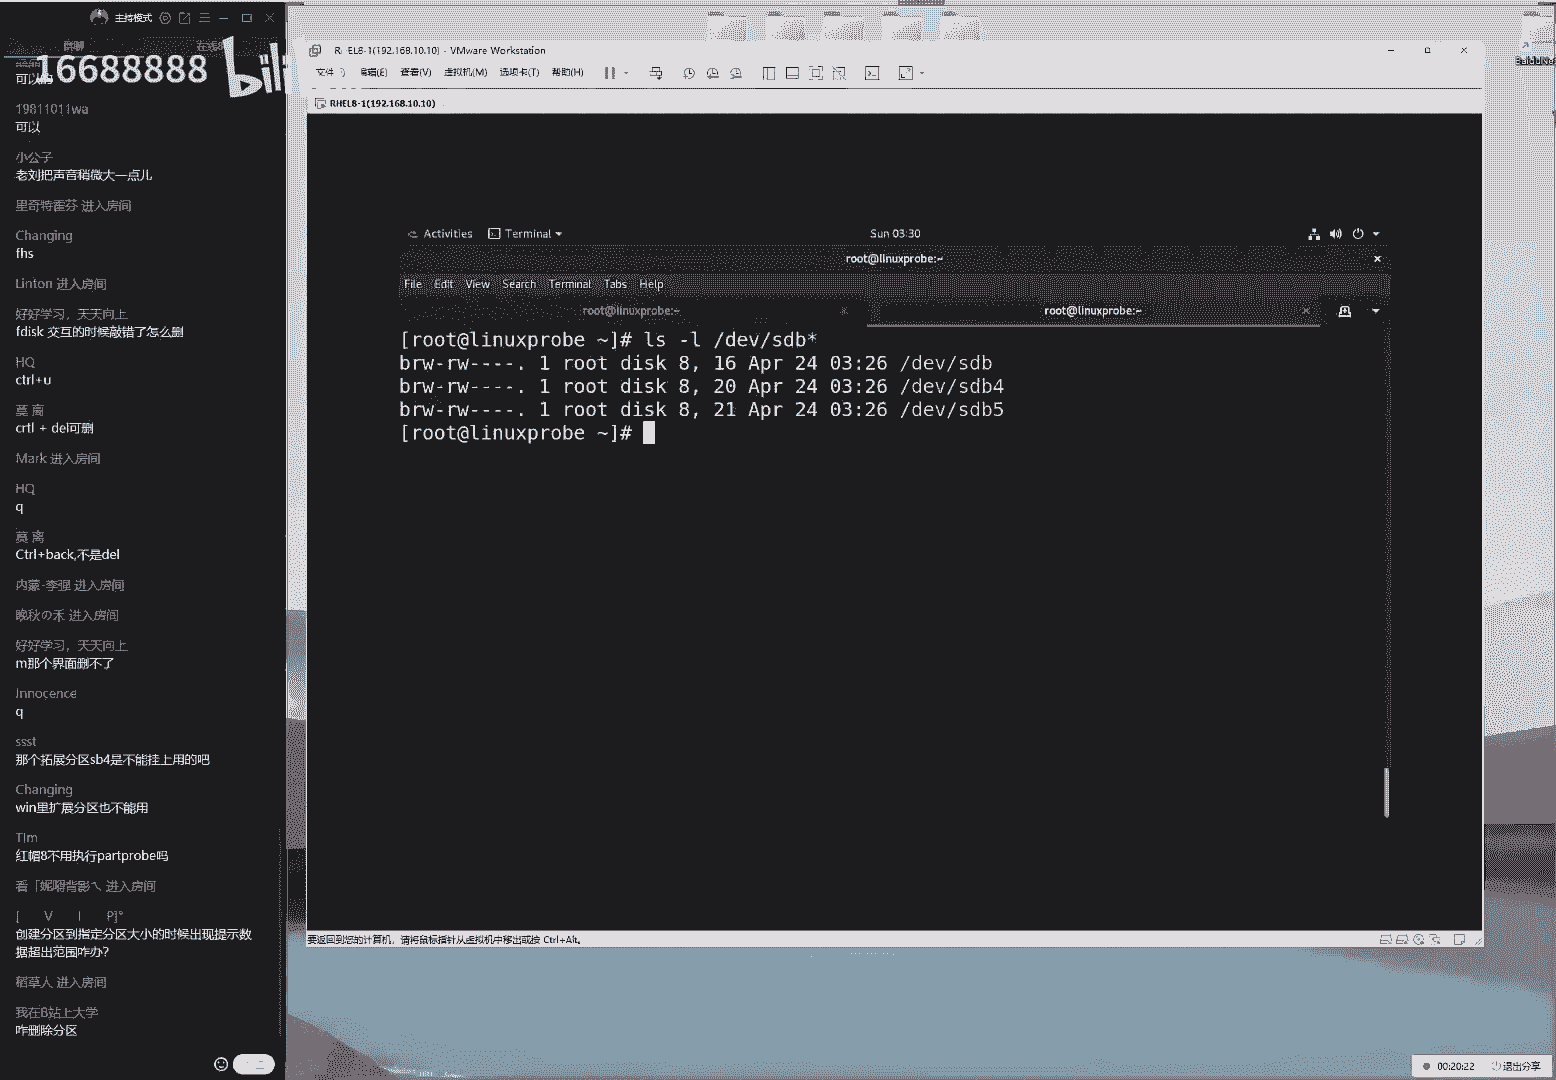 主持模式
16688888
bili
19811011wa
可以
小公子
老刘把声音稍微大一点儿
里奇特霍芬 进入房间
Changing
fhs
Linton 进入房间
好好学习，天天向上
fdisk 交互的时候敲错了怎么删
HQ
ctrl+u
莫 离
crtl + del可删
Mark 进入房间
HQ
q
莫 离
Ctrl+back,不是del
内蒙-李强 进入房间
晚秋の禾 进入房间
好好学习，天天向上
m那个界面删不了
Innocence
q
ssst
那个拓展分区sb4是不能挂上用的吧
Changing
win里扩展分区也不能用
Tim
红帽8不用执行partprobe吗
进入房间
[ V I P]°
创建分区到指定分区大小的时候出现提示数
据超出范围咋办?
稻草人 进入房间
我在B站上大学
咋删除分区
RHEL8-1(192.168.10.10) - VMware Workstation
文件 编辑(E) 查看(V) 虚拟机(M) 选项卡(T) 帮助(H)
RHEL8-1(192.168.10.10)
Activities Terminal Sun 03:30
root@linuxprobe:~
File Edit View Search Terminal Tabs Help
root@linuxprobe:~ root@linuxprobe:~
[root@linuxprobe ~]# ls -l /dev/sdb*
brw-rw----. 1 root disk 8, 16 Apr 24 03:26 /dev/sdb
brw-rw----. 1 root disk 8, 20 Apr 24 03:26 /dev/sdb4
brw-rw----. 1 root disk 8, 21 Apr 24 03:26 /dev/sdb5
[root@linuxprobe ~]#
要返回到您的计算机，请将鼠标指针从虚拟机中移出或按 Ctrl+Alt。
00:20:22 退出分享